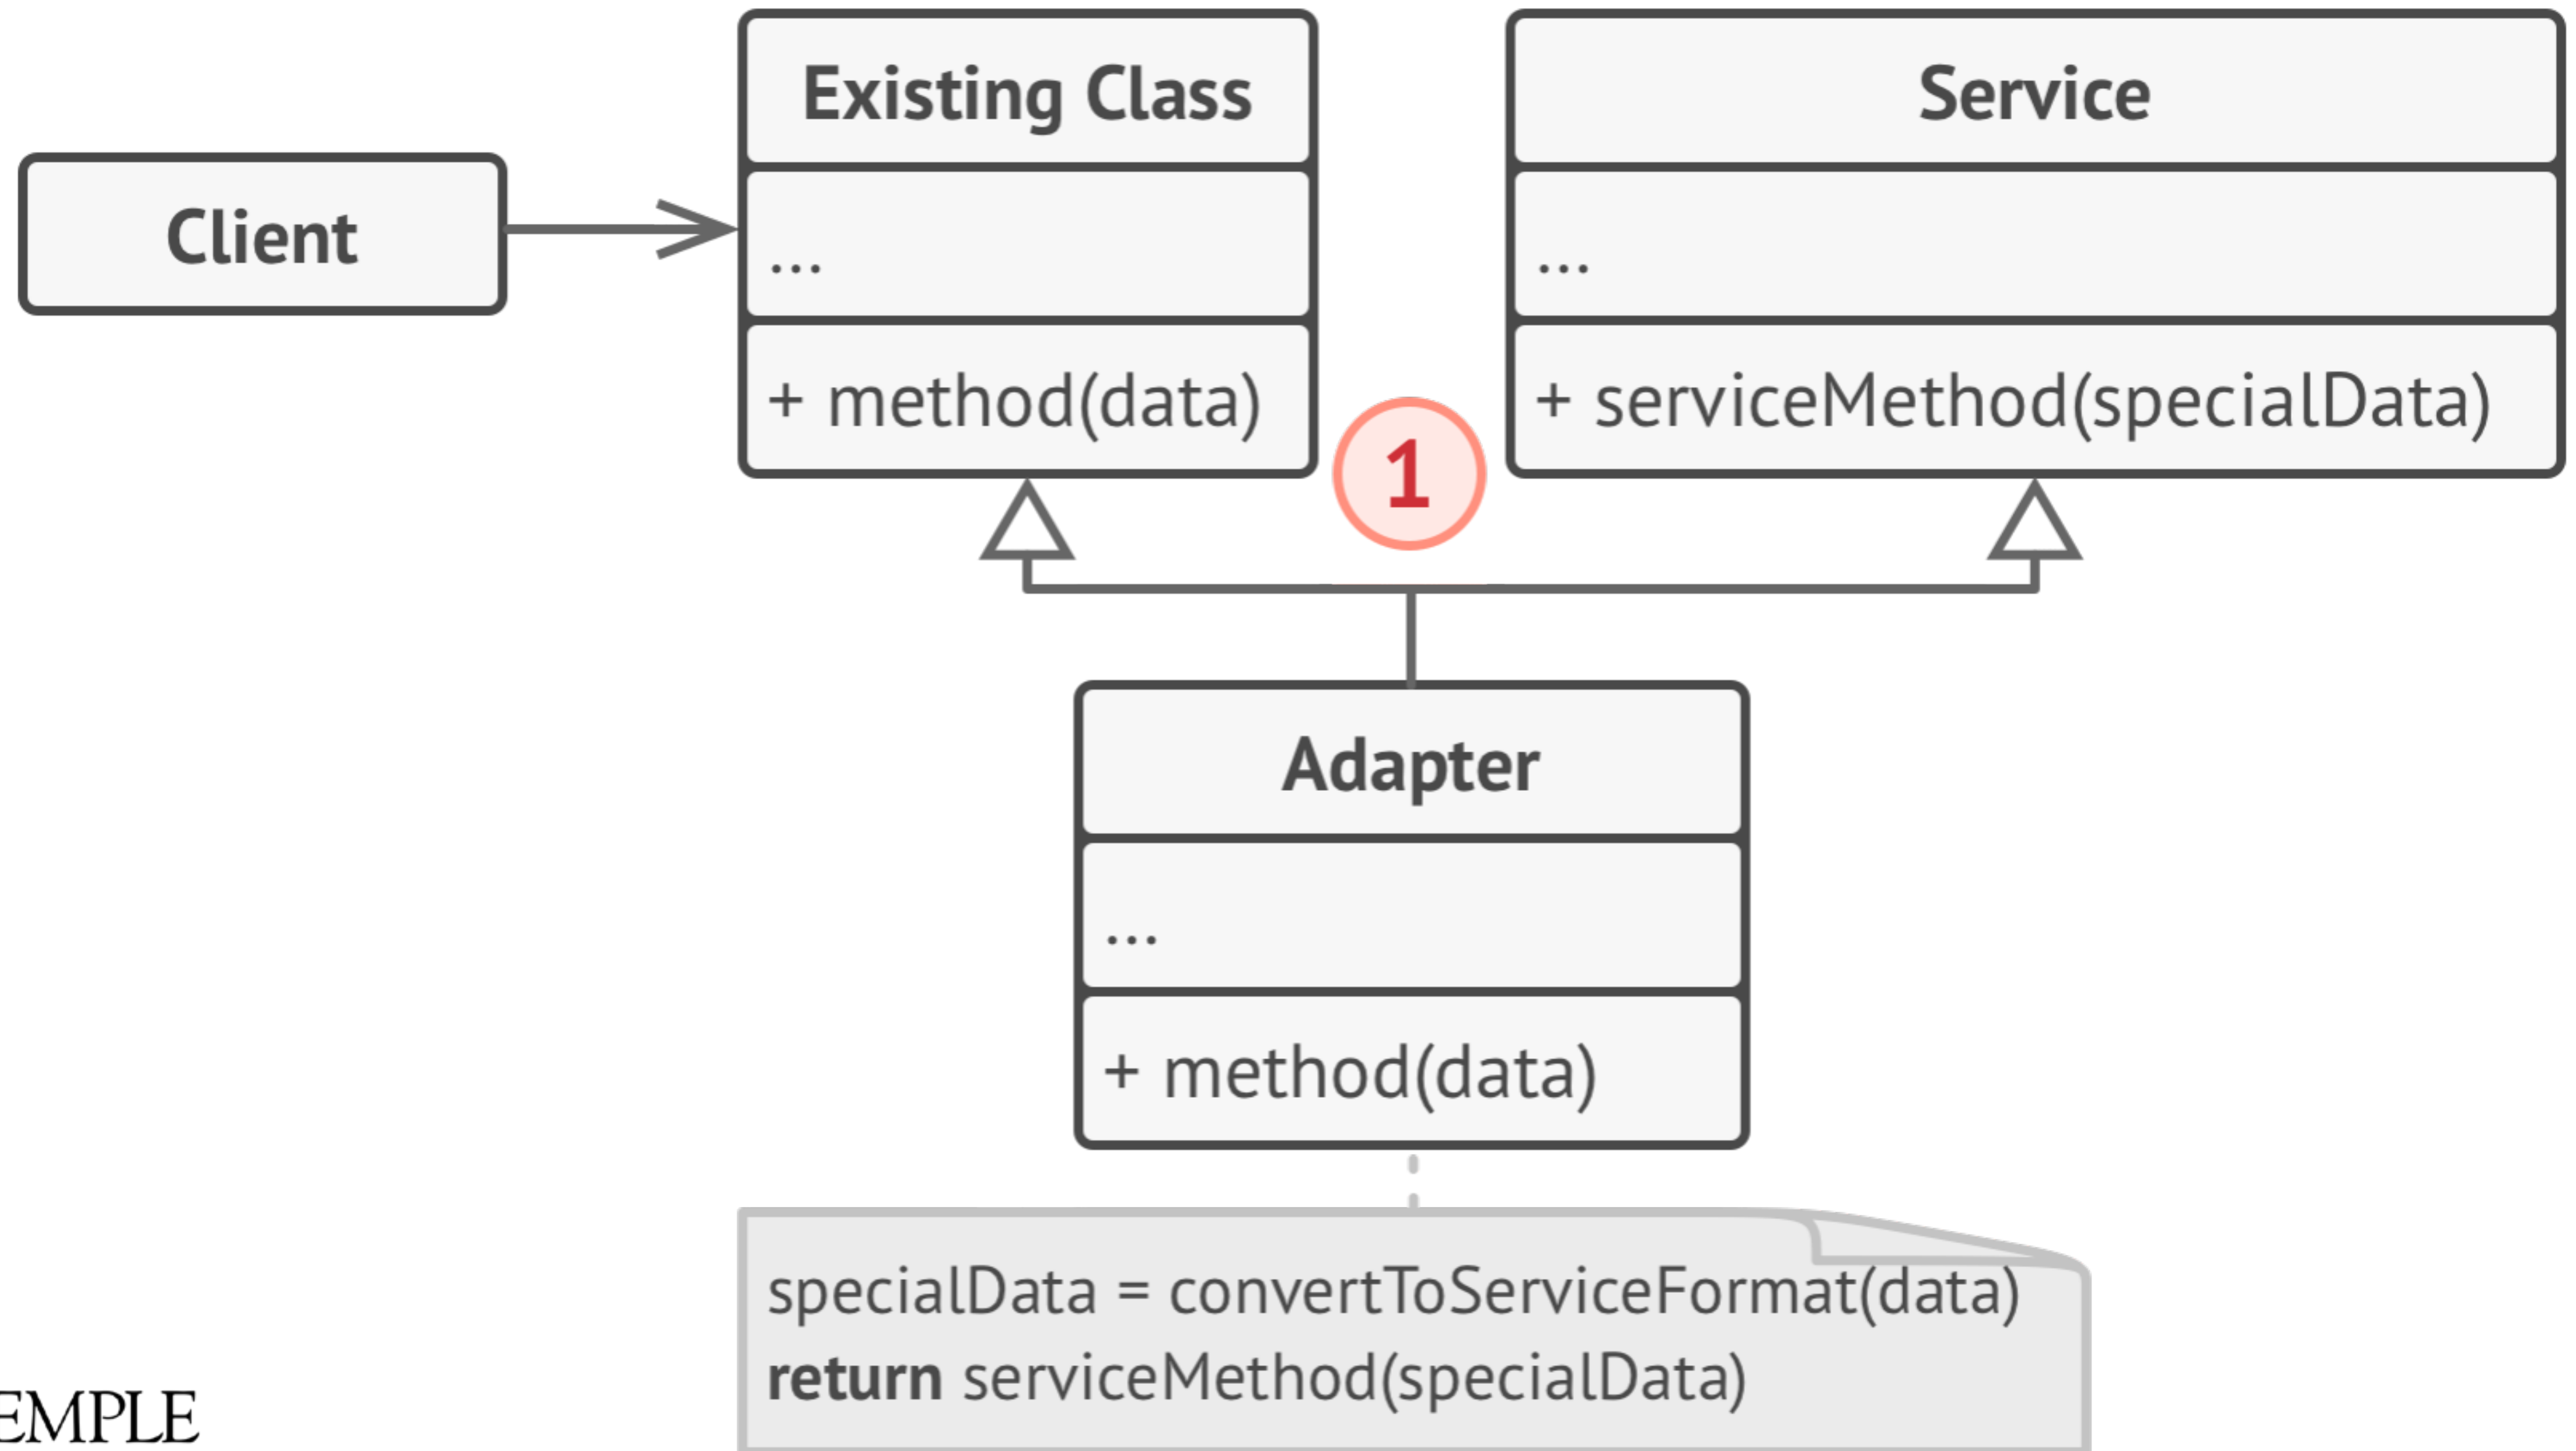 Client
Existing Class
...
+ method(data)
Service
...
+ serviceMethod(specialData)
1
Adapter
...
+ method(data)
specialData = convertToServiceFormat(data)
return serviceMethod(specialData)
EMPLE